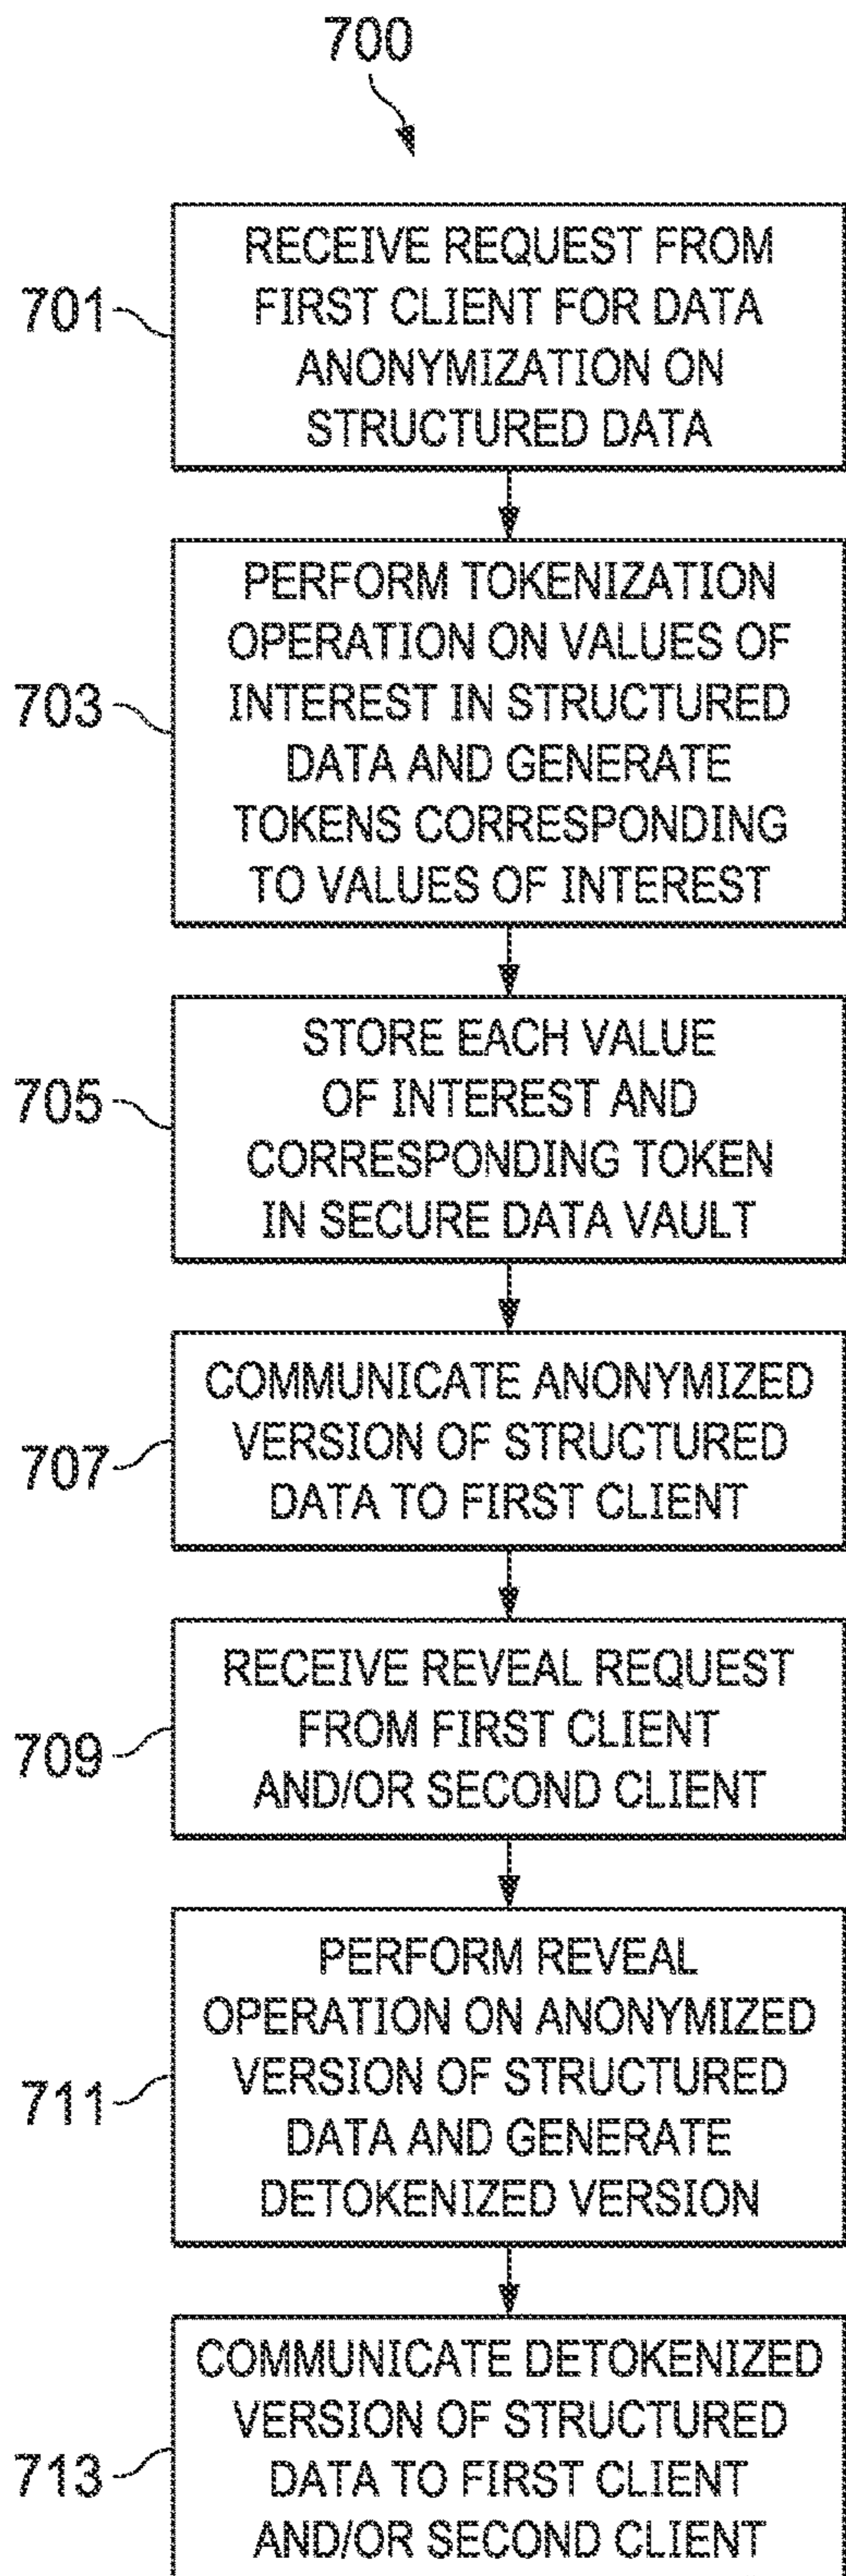 700
701
RECEIVE REQUEST FROM
FIRST CLIENT FOR DATA
ANONYMIZATION ON
STRUCTURED DATA
703
PERFORM TOKENIZATION
OPERATION ON VALUES OF
INTEREST IN STRUCTURED
DATA AND GENERATE
TOKENS CORRESPONDING
TO VALUES OF INTEREST
705
STORE EACH VALUE
OF INTEREST AND
CORRESPONDING TOKEN
IN SECURE DATA VAULT
707
COMMUNICATE ANONYMIZED
VERSION OF STRUCTURED
DATA TO FIRST CLIENT
709
RECEIVE REVEAL REQUEST
FROM FIRST CLIENT
AND/OR SECOND CLIENT
711
PERFORM REVEAL
OPERATION ON ANONYMIZED
VERSION OF STRUCTURED
DATA AND GENERATE
DETOKENIZED VERSION
713
COMMUNICATE DETOKENIZED
VERSION OF STRUCTURED
DATA TO FIRST CLIENT
AND/OR SECOND CLIENT